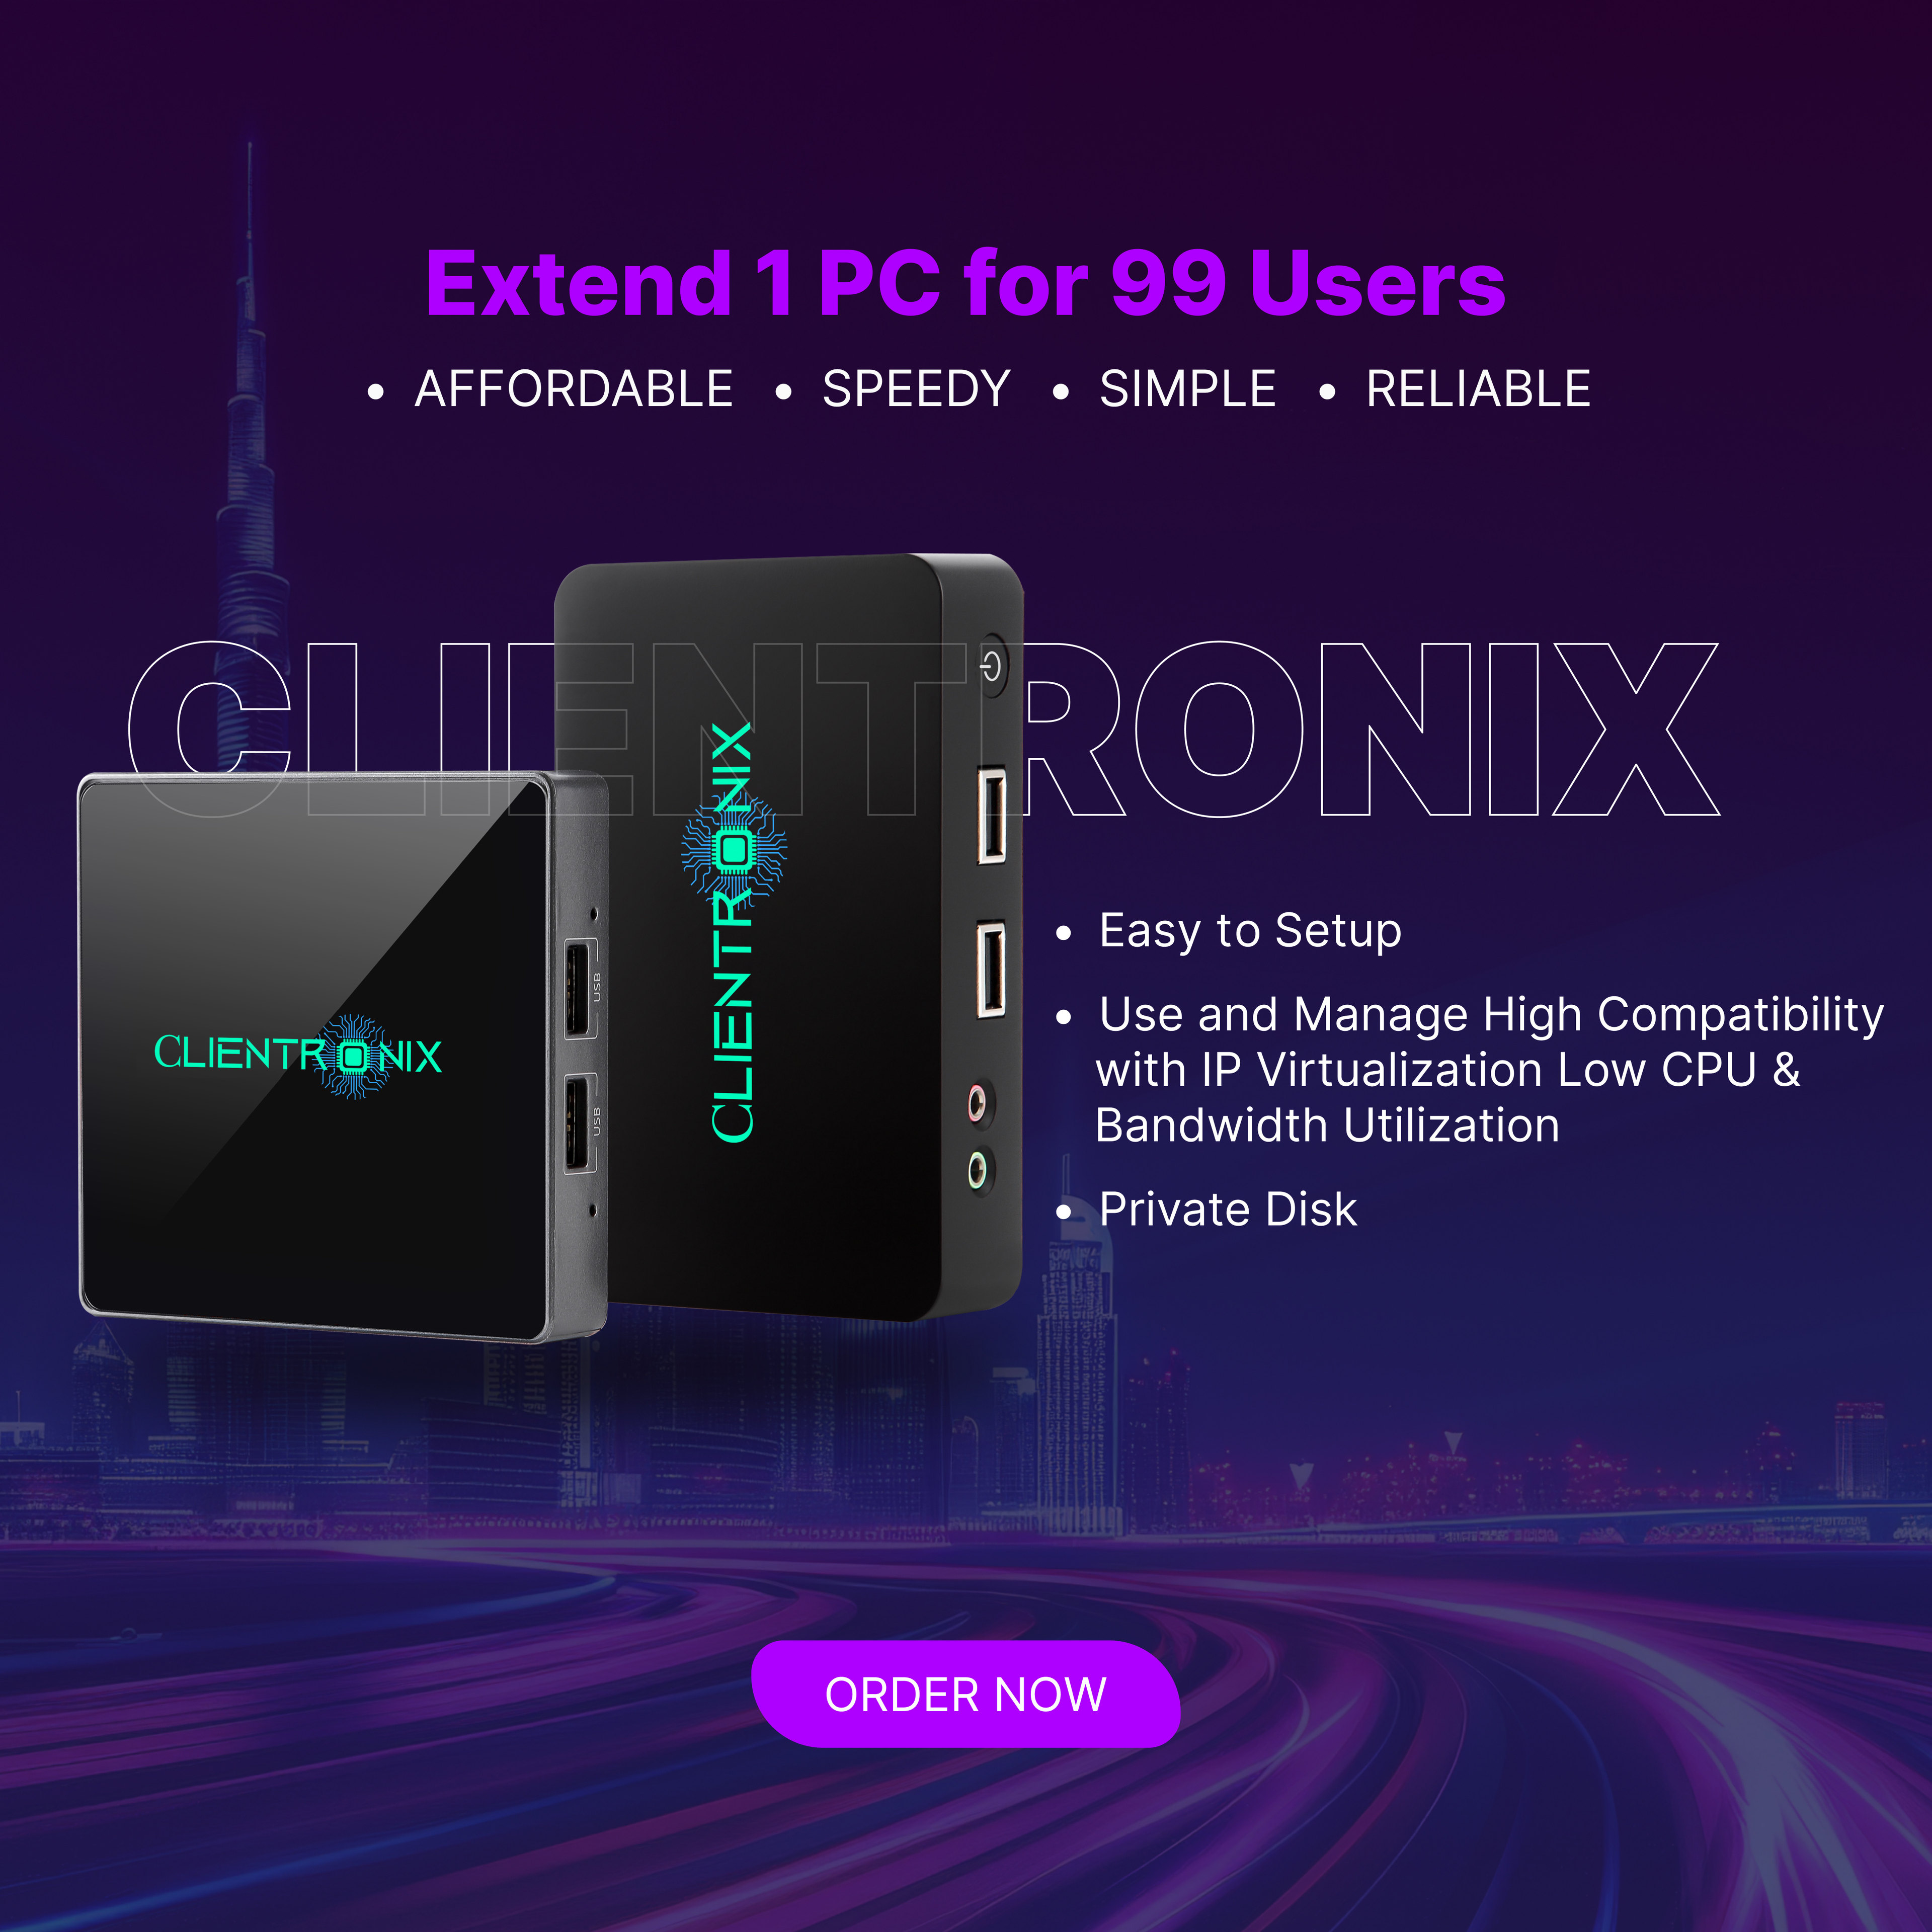 Extend 1 PC for 99 Users
• AFFORDABLE • SPEEDY • SIMPLE • RELIABLE
CLIENTRONIX
CLIENTRONIX
CLIENTRONIX
USB
USB
• Easy to Setup
• Use and Manage High Compatibility
with IP Virtualization Low CPU &
Bandwidth Utilization
• Private Disk
ORDER NOW